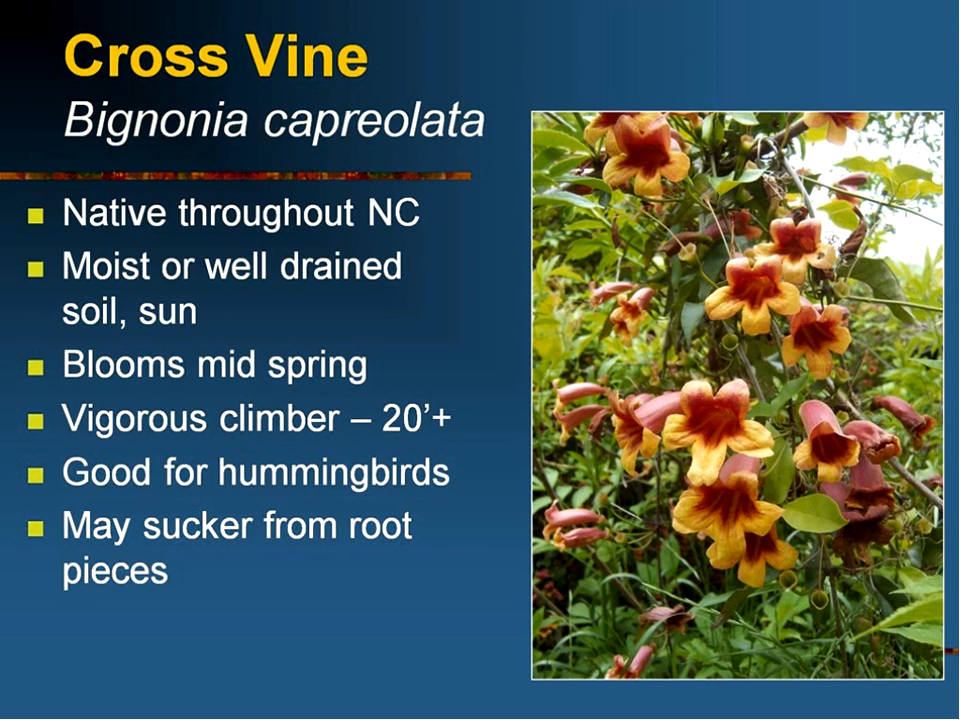 Cross Vine
Bignonia capreolata
Native throughout NC
Moist or well drained
soil, sun
Blooms mid spring
Vigorous climber – 20’+
Good for hummingbirds
May sucker from root
pieces